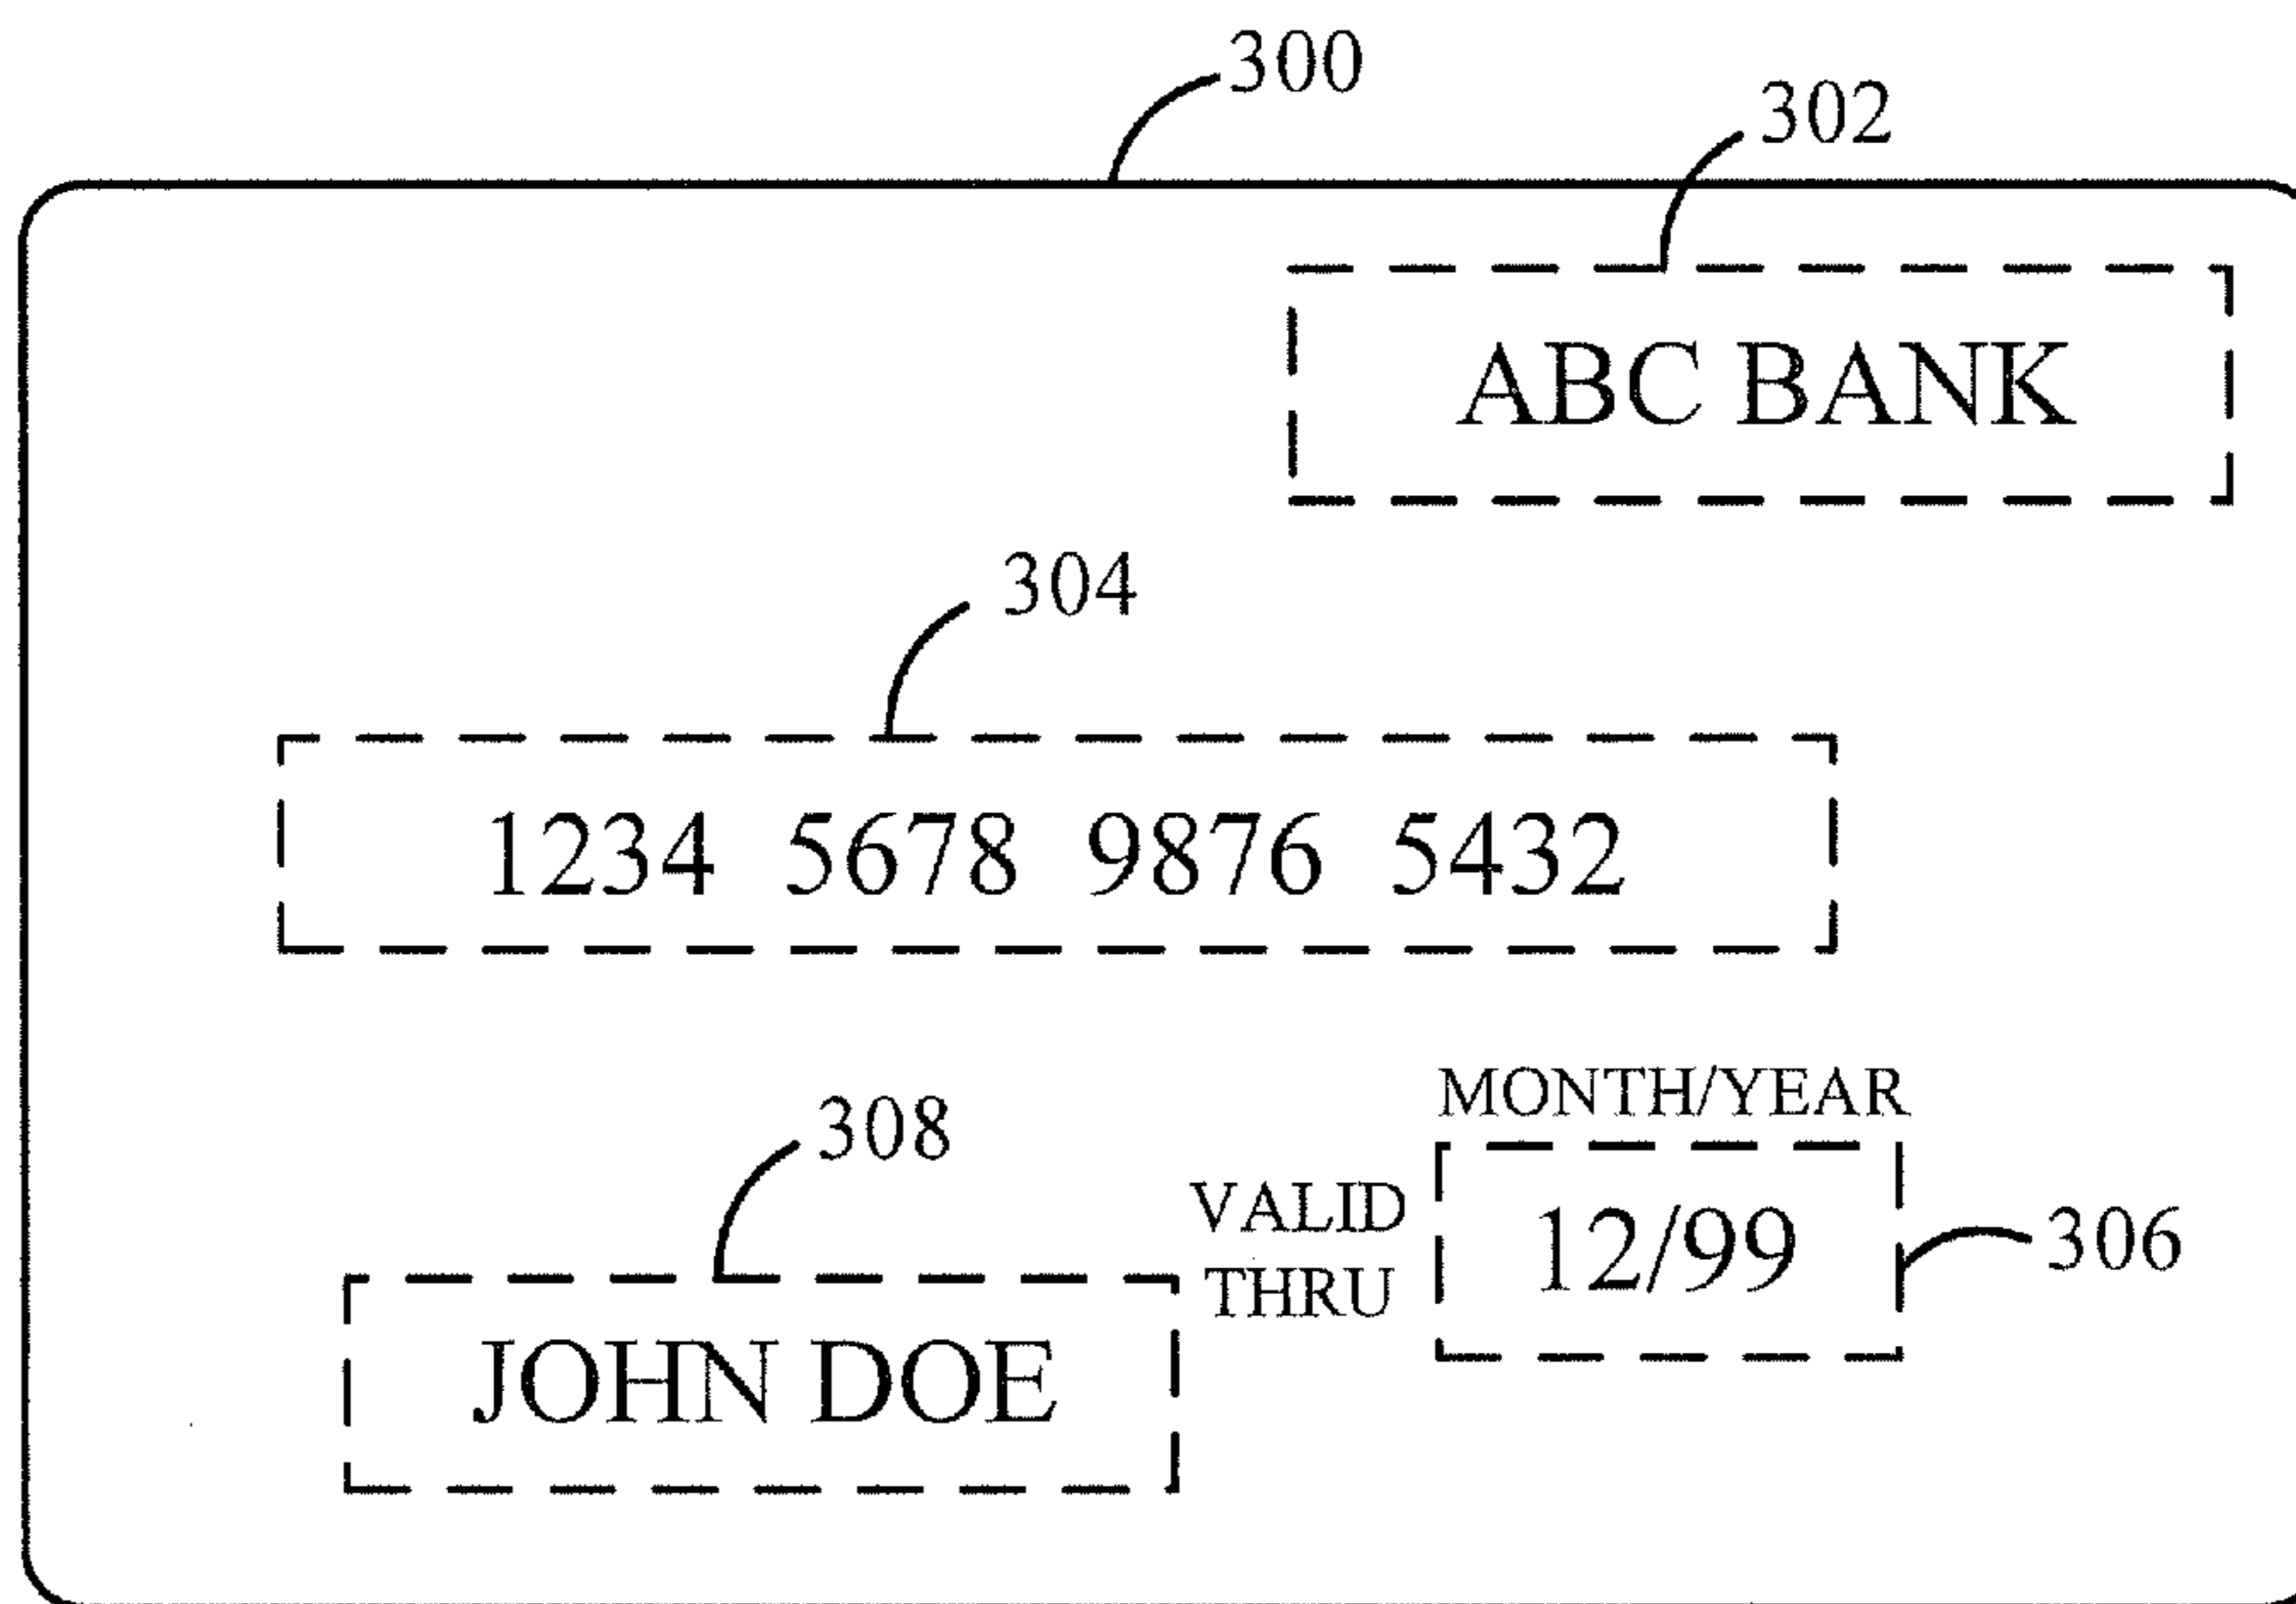 300
302
ABC BANK
304
1234 5678 9876 5432
MONTH/YEAR
308
VALID
THRU
12/99
306
JOHN DOE